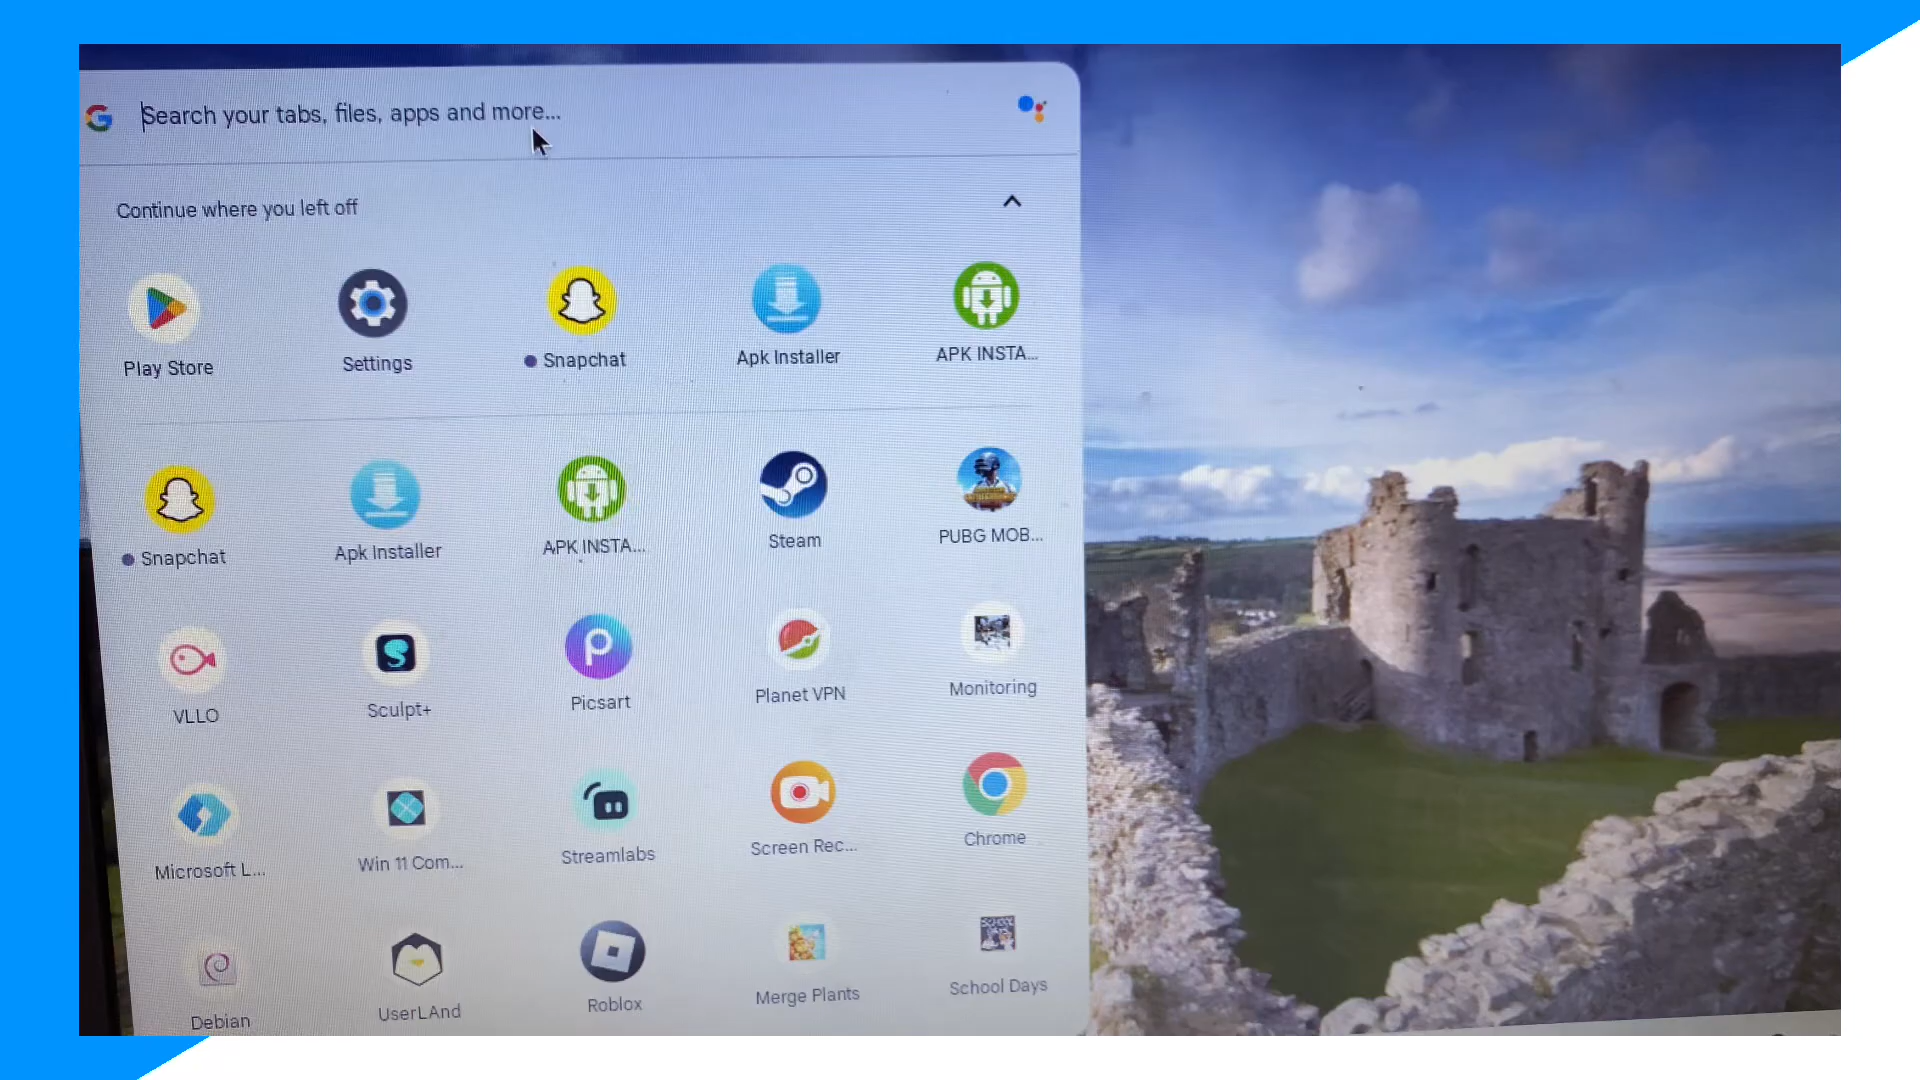 Search your tabs, files, apps and more...
Continue where you left off
Play Store
Settings
Snapchat
Apk Installer
APK INSTA...
Snapchat
Apk Installer
APK INSTA...
Steam
PUBG MOB...
VLLO
Sculpt+
Picsart
Planet VPN
Monitoring
Microsoft L...
Win 11 Com...
Streamlabs
Screen Rec...
Chrome
Debian
UserLAnd
Roblox
Merge Plants
School Days